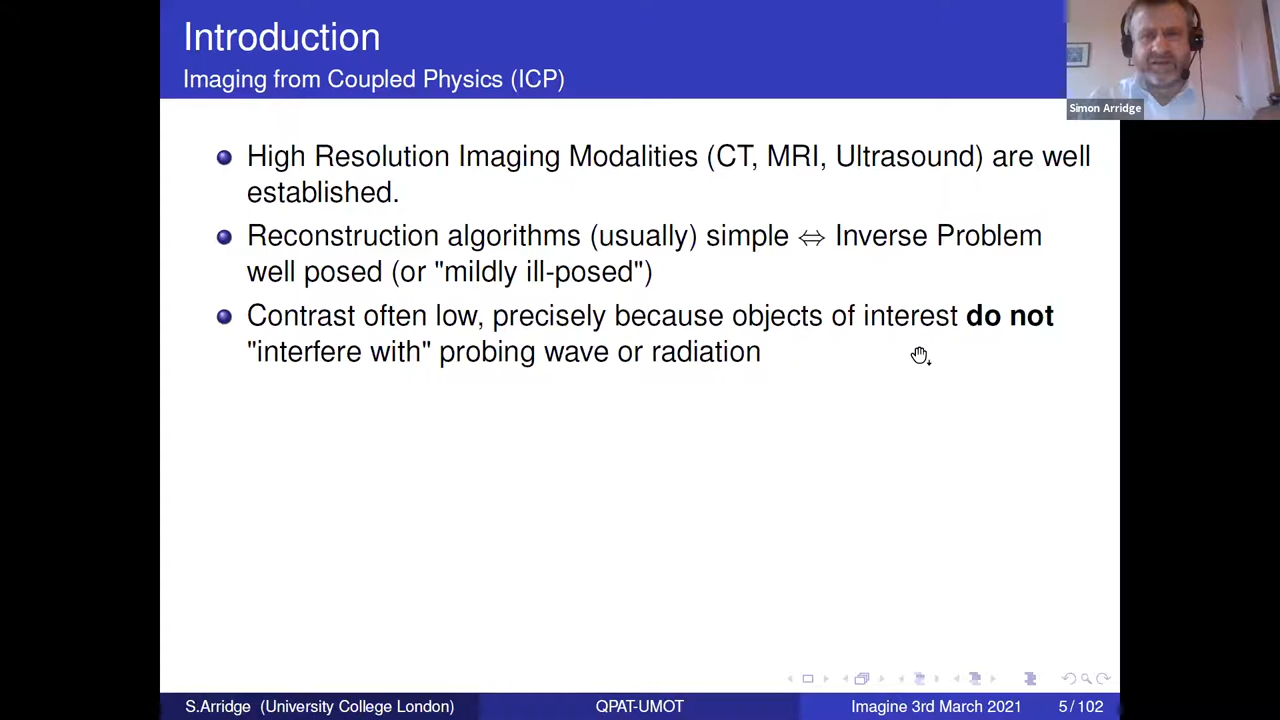 Introduction
Imaging from Coupled Physics (ICP)
Simon Arridge
High Resolution Imaging Modalities (CT, MRI, Ultrasound) are well
established.
Reconstruction algorithms (usually) simple ⇔ Inverse Problem
well posed (or "mildly ill-posed")
Contrast often low, precisely because objects of interest do not
"interfere with" probing wave or radiation
S.Arridge (University College London)
QPAT-UMOT
Imagine 3rd March 2021
5 / 102